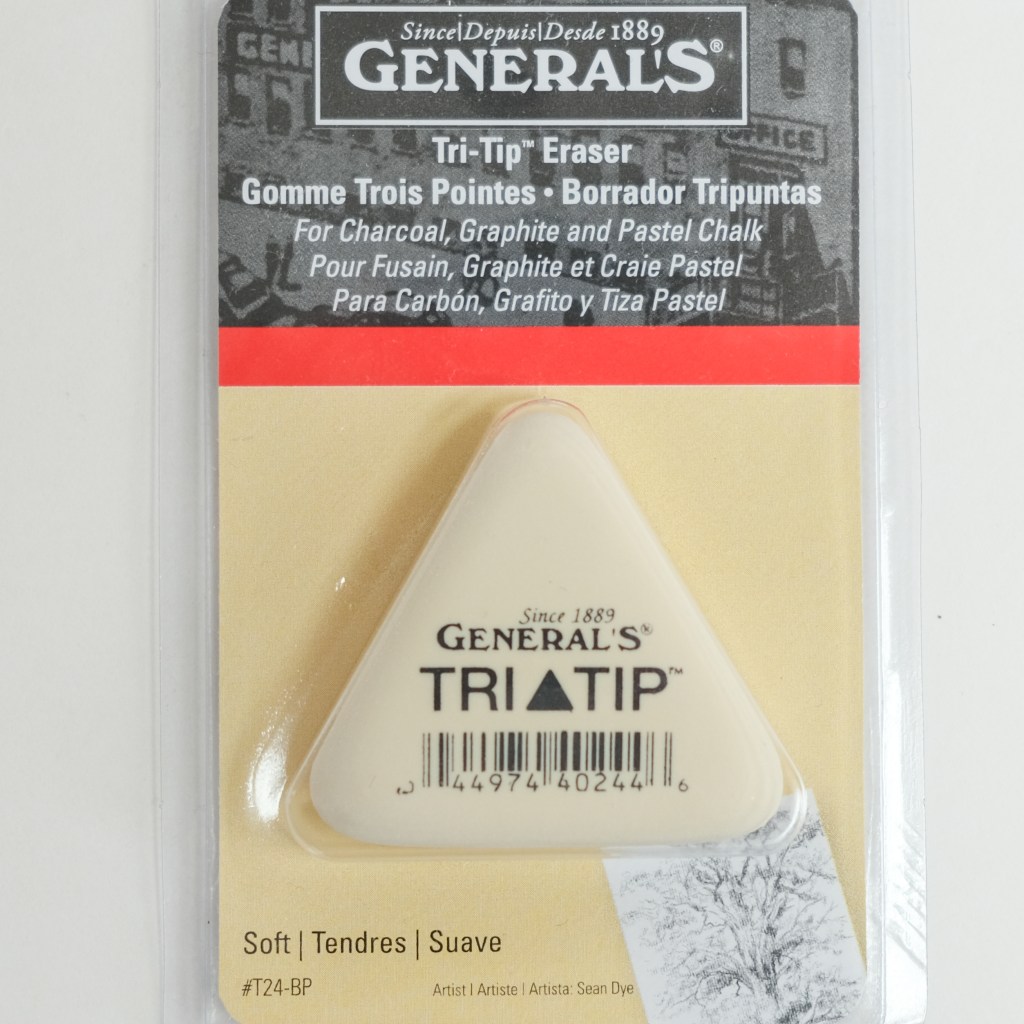 Since|Depuis|Desde 1889
GENERAL'S®
GENE
OFFICE
Tri-Tip™ Eraser
Gomme Trois Pointes • Borrador Tripuntas
For Charcoal, Graphite and Pastel Chalk
Pour Fusain, Graphite et Craie Pastel
Para Carbón, Grafito y Tiza Pastel
Since 1889
GENERAL'S®
TRI▲TIP™
44974 40244 6
Soft | Tendres | Suave
#T24-BP
Artist | Artiste | Artista: Sean Dye